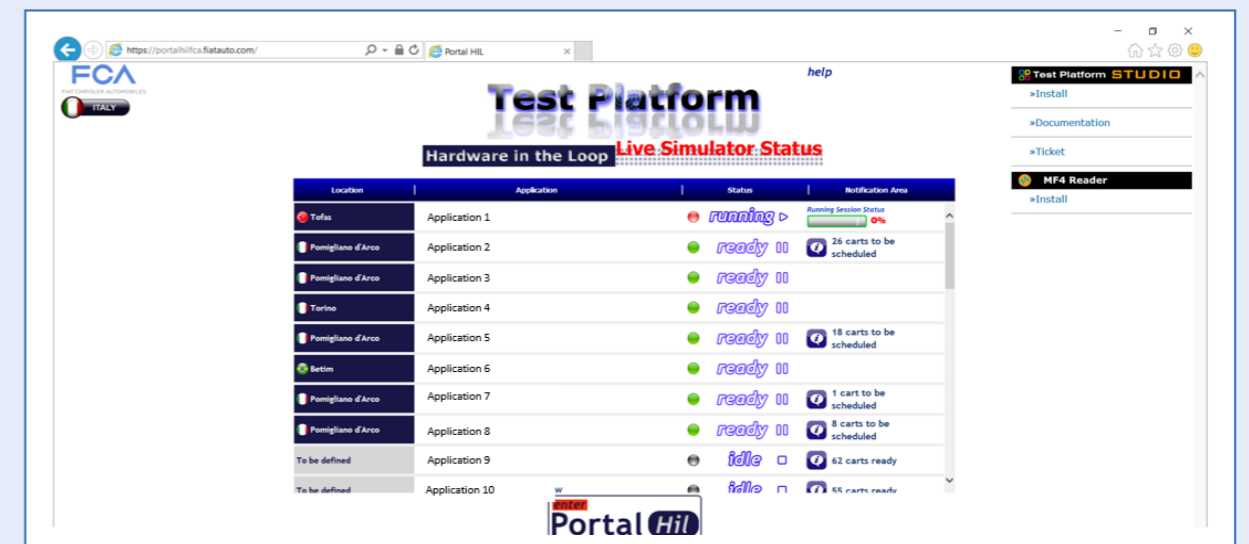 https://portalhilfca.fiatauto.com/
Portal HIL
FCA
FIAT CHRYSLER AUTOMOBILES
ITALY
help
Test Platform
Hardware in the Loop
Live Simulator Status
Test Platform STUDIO
»Install
»Documentation
»Ticket
MF4 Reader
»Install
Location Application Status Notification Area
Tofas Application 1 running Running Session Status 0%
Pomigliano d'Arco Application 2 ready 26 carts to be
scheduled
Pomigliano d'Arco Application 3 ready
Torino Application 4 ready
Pomigliano d'Arco Application 5 ready 18 carts to be
scheduled
Betim Application 6 ready
Pomigliano d'Arco Application 7 ready 1 cart to be
scheduled
Pomigliano d'Arco Application 8 ready 8 carts to be
scheduled
To be defined Application 9 idle 62 carts ready
To be defined Application 10 idle 55 carts ready
w
enter
Portal Hil